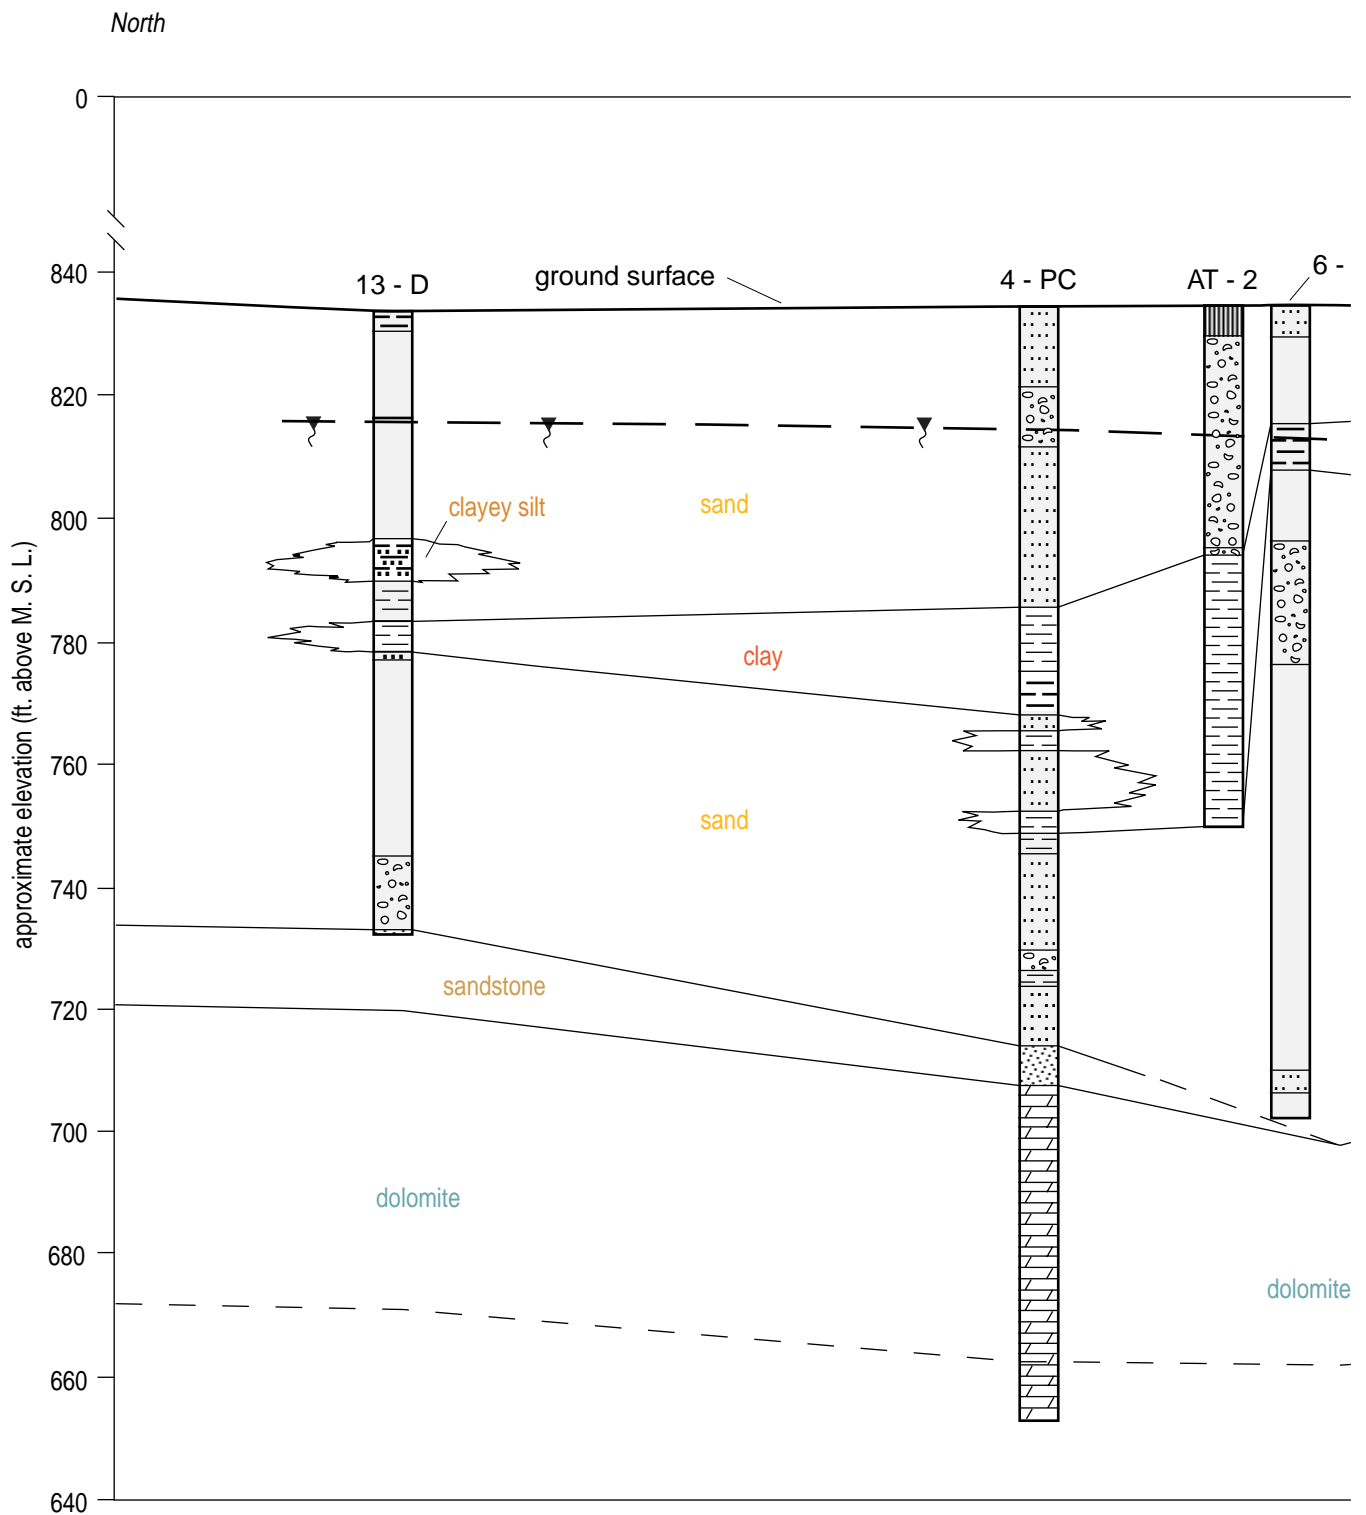 North
0
840
13 - D
ground surface
4 - PC
AT - 2
6 -
820
800
clayey silt
sand
780
clay
760
sand
740
720
sandstone
700
dolomite
680
dolomite
660
640
approximate elevation (ft. above M. S. L.)